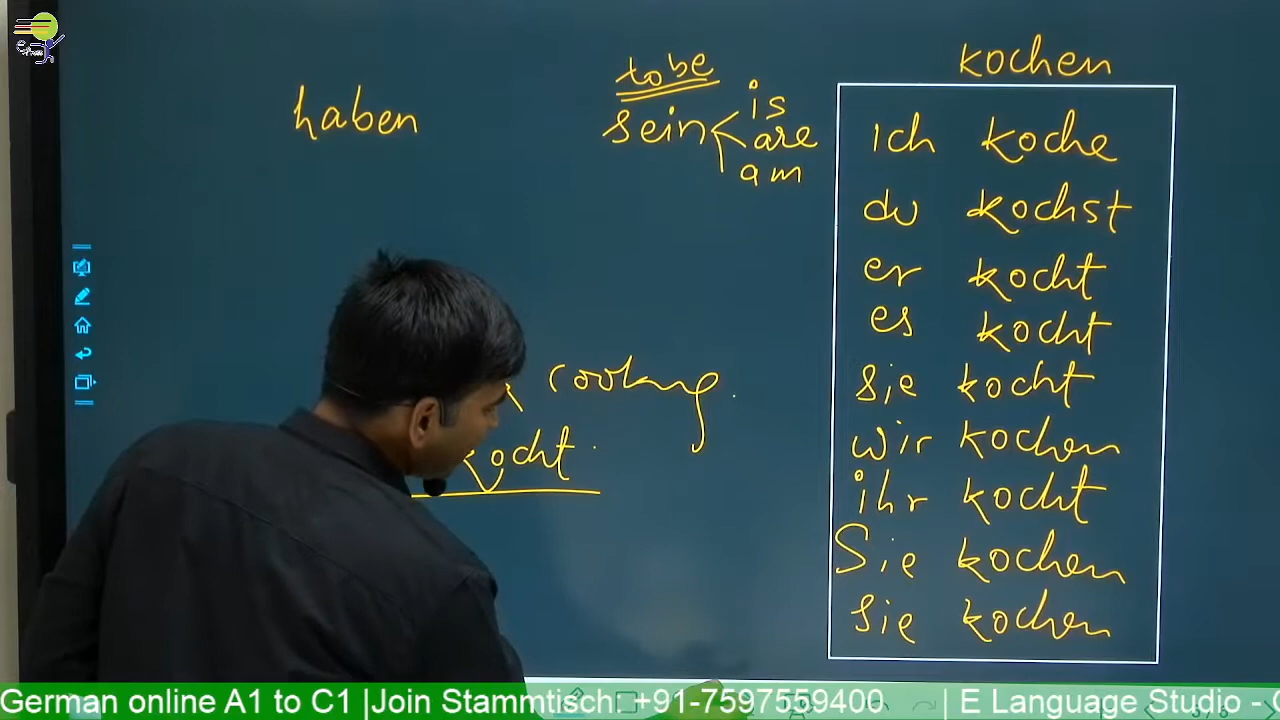 haben
to be
sein < is
are
am
cooking.
kocht.
kochen
ich koche
du kochst
er kocht
es kocht
sie kocht
wir kochen
ihr kocht
Sie kochen
sie kochen
German online A1 to C1 |Join Stammtisch: +91-7597559400 | E Language Studio -